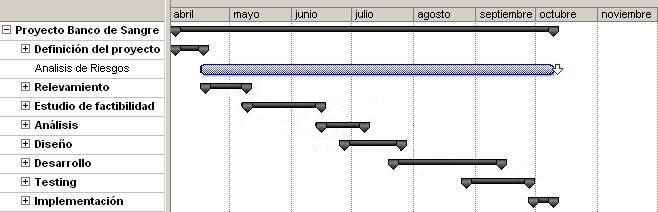 abril mayo junio julio agosto septiembre octubre noviembre
Proyecto Banco de Sangre
Definición del proyecto
Analisis de Riesgos
Relevamiento
Estudio de factibilidad
Análisis
Diseño
Desarrollo
Testing
Implementación